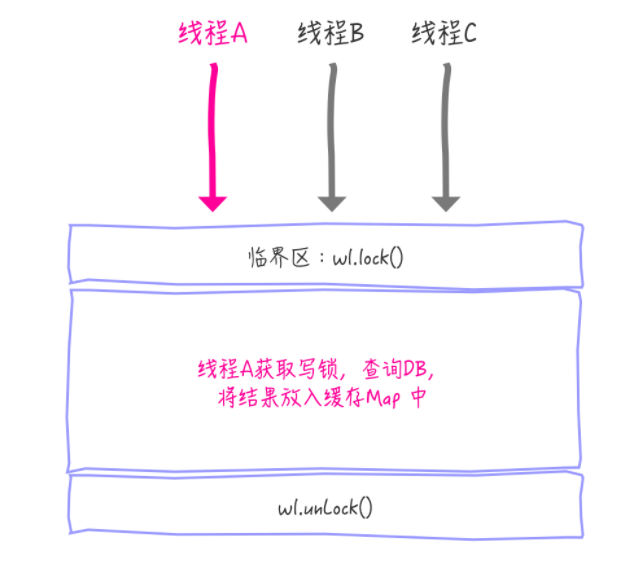 线程A 线程B 线程C
临界区：wl.lock()
线程A获取写锁，查询DB，
将结果放入缓存Map 中
wl.unLock()